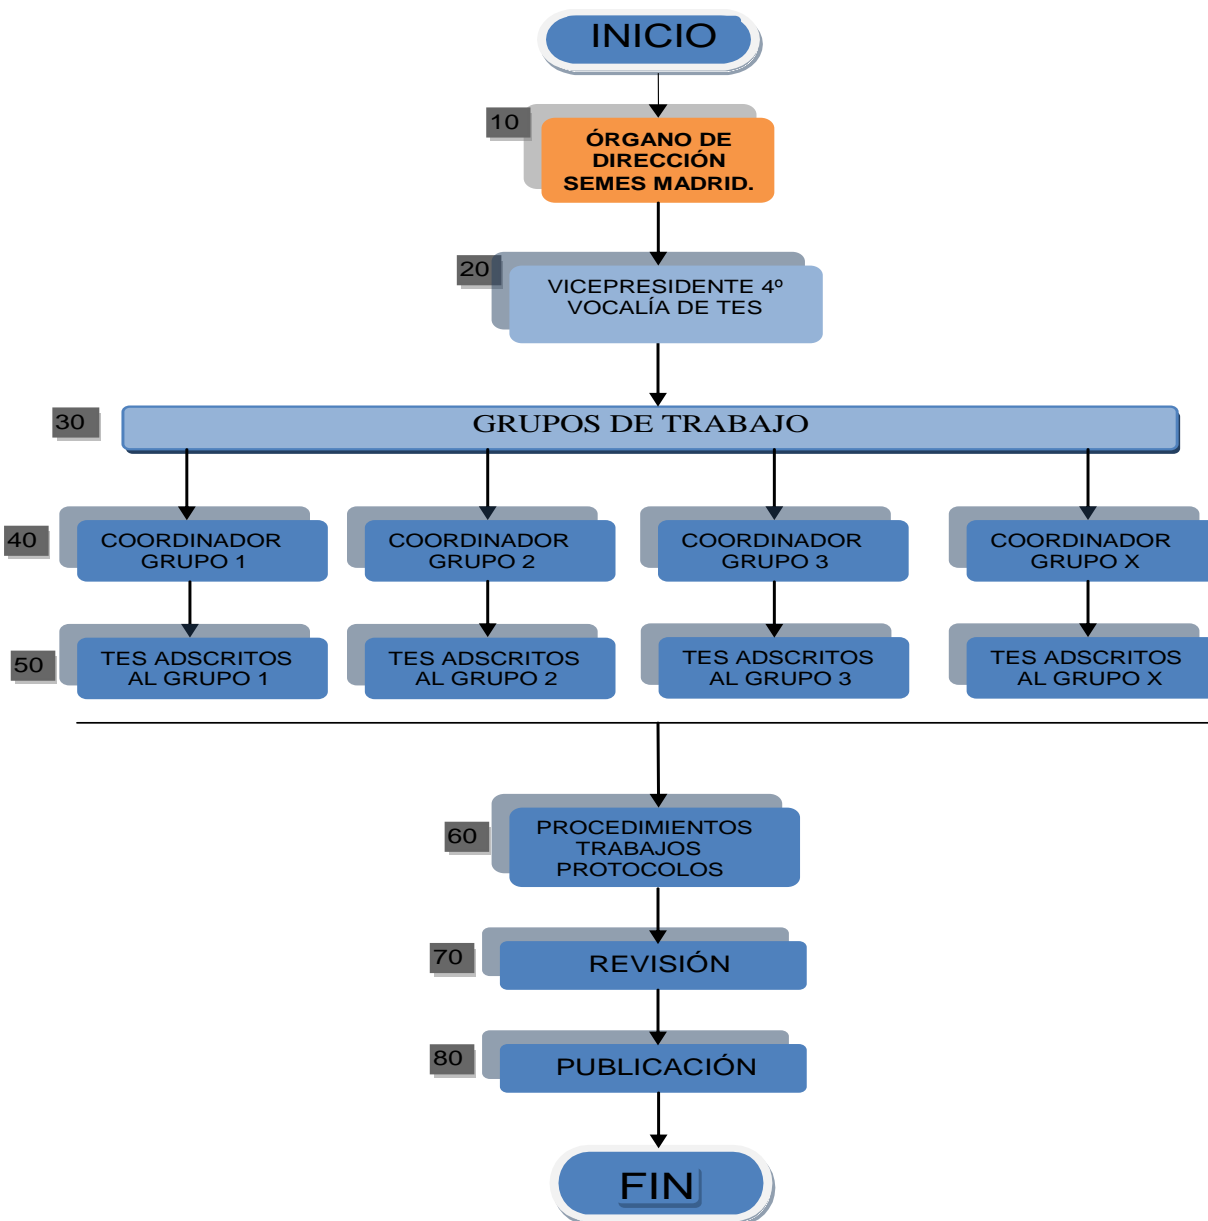 INICIO
10
ÓRGANO DE
DIRECCIÓN
SEMES MADRID.
20
VICEPRESIDENTE 4º
VOCALÍA DE TES
30
GRUPOS DE TRABAJO
40
COORDINADOR
GRUPO 1
COORDINADOR
GRUPO 2
COORDINADOR
GRUPO 3
COORDINADOR
GRUPO X
50
TES ADSCRITOS
AL GRUPO 1
TES ADSCRITOS
AL GRUPO 2
TES ADSCRITOS
AL GRUPO 3
TES ADSCRITOS
AL GRUPO X
60
PROCEDIMIENTOS
TRABAJOS
PROTOCOLOS
70
REVISIÓN
80
PUBLICACIÓN
FIN